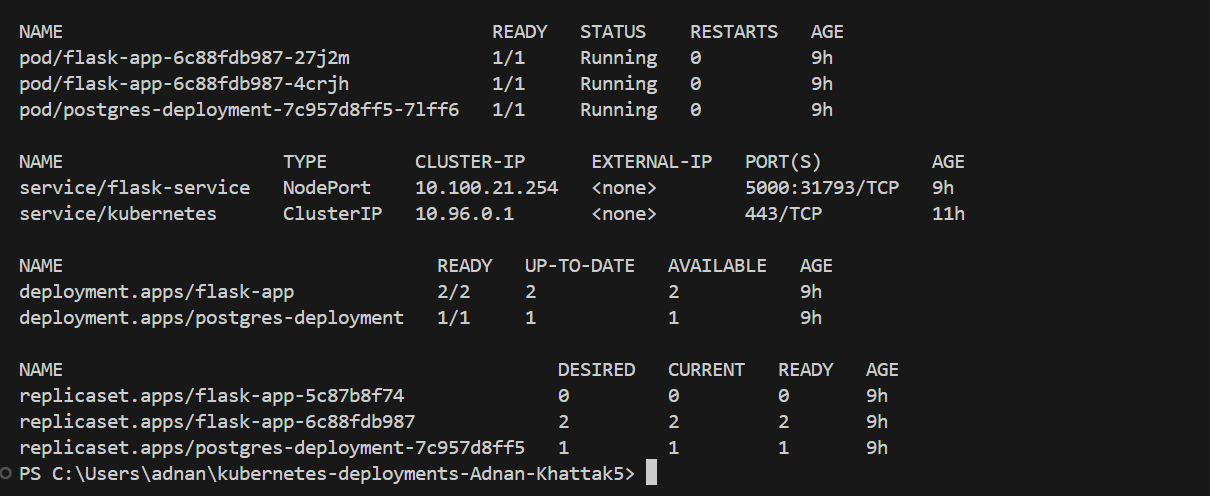 NAME READY STATUS RESTARTS AGE
pod/flask-app-6c88fdb987-27j2m 1/1 Running 0 9h
pod/flask-app-6c88fdb987-4crjh 1/1 Running 0 9h
pod/postgres-deployment-7c957d8ff5-7lff6 1/1 Running 0 9h
NAME TYPE CLUSTER-IP EXTERNAL-IP PORT(S) AGE
service/flask-service NodePort 10.100.21.254 <none> 5000:31793/TCP 9h
service/kubernetes ClusterIP 10.96.0.1 <none> 443/TCP 11h
NAME READY UP-TO-DATE AVAILABLE AGE
deployment.apps/flask-app 2/2 2 2 9h
deployment.apps/postgres-deployment 1/1 1 1 9h
NAME DESIRED CURRENT READY AGE
replicaset.apps/flask-app-5c87b8f74 0 0 0 9h
replicaset.apps/flask-app-6c88fdb987 2 2 2 9h
replicaset.apps/postgres-deployment-7c957d8ff5 1 1 1 9h
PS C:\Users\adnan\kubernetes-deployments-Adnan-Khattak5>